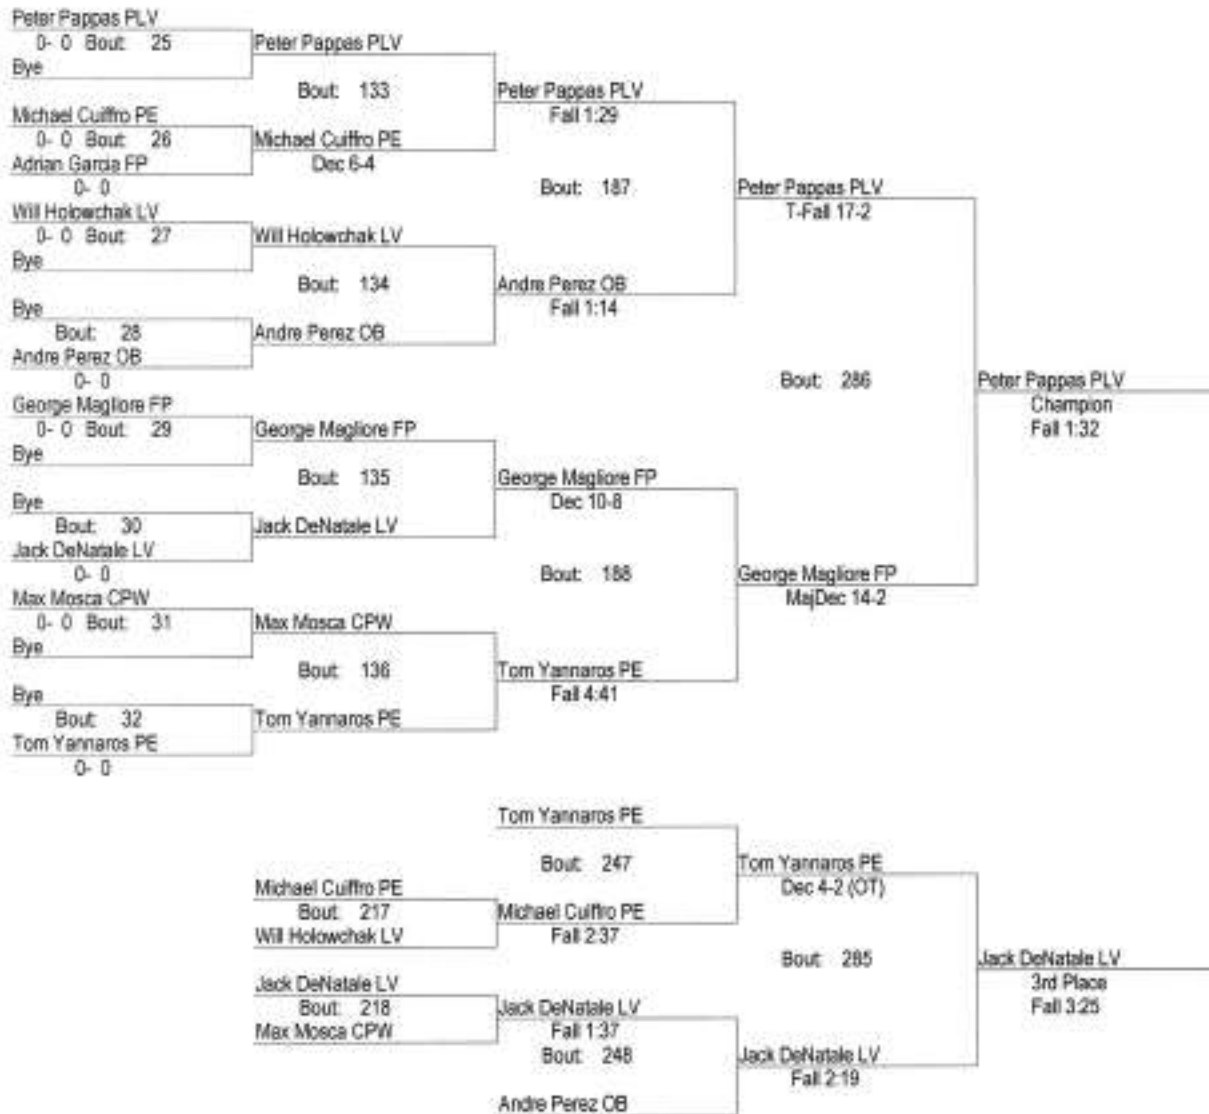 Peter Pappas PLV
0- 0 Bout: 25
Bye
Peter Pappas PLV
Bout: 133
Michael Cuiffro PE
0- 0 Bout: 26
Adrian Garcia FP
0- 0
Michael Cuiffro PE
Dec 6-4
Peter Pappas PLV
Fall 1:29
Bout: 187
Will Holowchak LV
0- 0 Bout: 27
Bye
Will Holowchak LV
Bout: 134
Bye
Bout: 28
Andre Perez OB
0- 0
Andre Perez OB
Andre Perez OB
Fall 1:14
Peter Pappas PLV
T-Fall 17-2
Bout: 286
George Magliore FP
0- 0 Bout: 29
Bye
George Magliore FP
Bout: 135
Bye
Bout: 30
Jack DeNatale LV
0- 0
Jack DeNatale LV
George Magliore FP
Dec 10-8
Bout: 188
Max Mosca CPW
0- 0 Bout: 31
Bye
Max Mosca CPW
Bout: 136
Bye
Bout: 32
Tom Yannaros PE
0- 0
Tom Yannaros PE
Tom Yannaros PE
Fall 4:41
George Magliore FP
MajDec 14-2
Peter Pappas PLV
Champion
Fall 1:32
Tom Yannaros PE
Bout: 247
Michael Cuiffro PE
Bout: 217
Will Holowchak LV
Michael Cuiffro PE
Fall 2:37
Tom Yannaros PE
Dec 4-2 (OT)
Bout: 285
Jack DeNatale LV
Bout: 218
Max Mosca CPW
Jack DeNatale LV
Fall 1:37
Bout: 248
Andre Perez OB
Jack DeNatale LV
Fall 2:19
Jack DeNatale LV
3rd Place
Fall 3:25